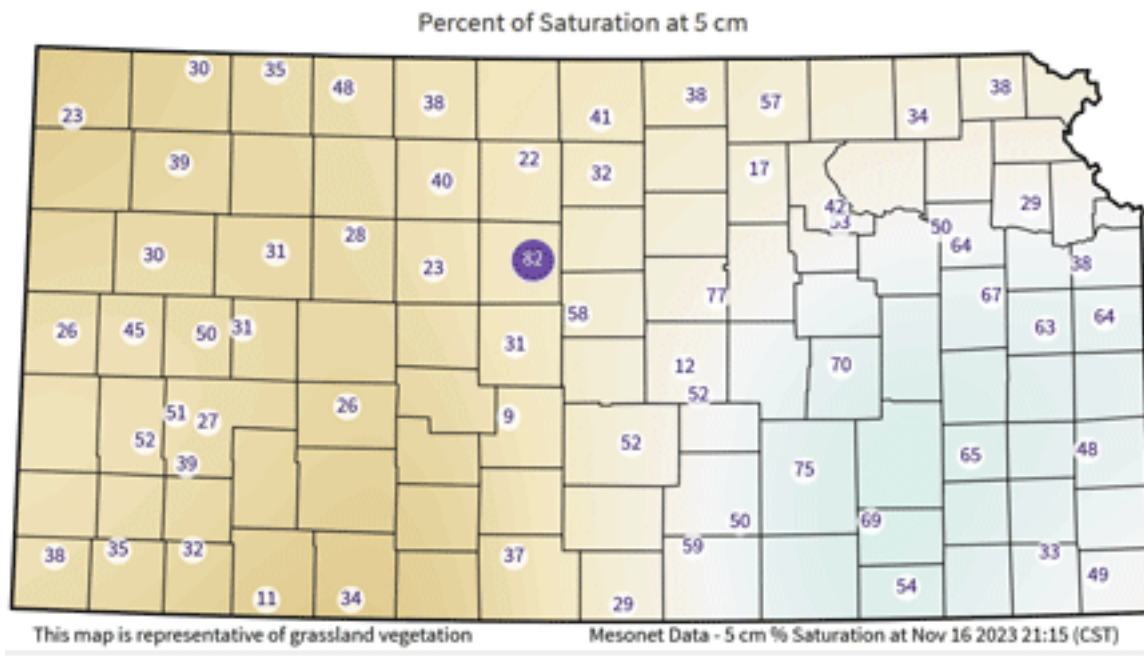 Percent of Saturation at 5 cm
30 35 48 38 41 38 57 34 38
23
39 40 22 32 17 29
42
53
50
64
30 31 28 23 82 38
77 67
26 45 50 31 31 58 63 64
12 70
52
51 27 26 9
52 52 65 48
39 75
50 69
59
38 35 32 37 33
11 34 29 54 49
This map is representative of grassland vegetation
Mesonet Data - 5 cm % Saturation at Nov 16 2023 21:15 (CST)